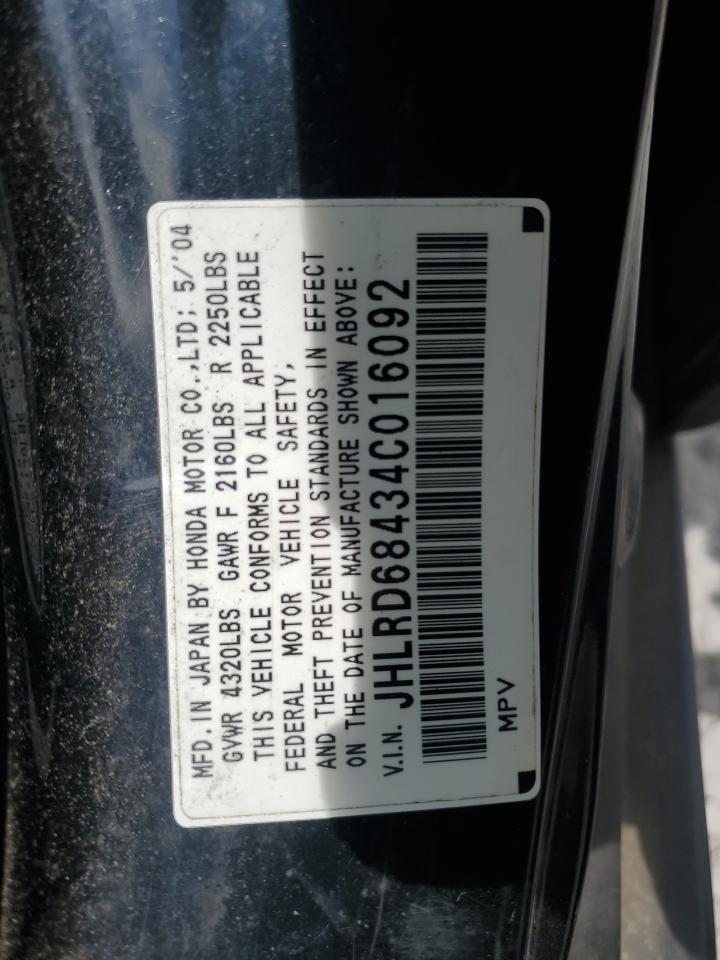 MFD. IN JAPAN BY HONDA MOTOR CO., LTD; 5/'04
GVWR 4320LBS GAWR F 2160LBS R 2250LBS
THIS VEHICLE CONFORMS TO ALL APPLICABLE
FEDERAL MOTOR VEHICLE SAFETY,
AND THEFT PREVENTION STANDARDS IN EFFECT
ON THE DATE OF MANUFACTURE SHOWN ABOVE:
V.I.N. JHLRD68434C016092
MPV